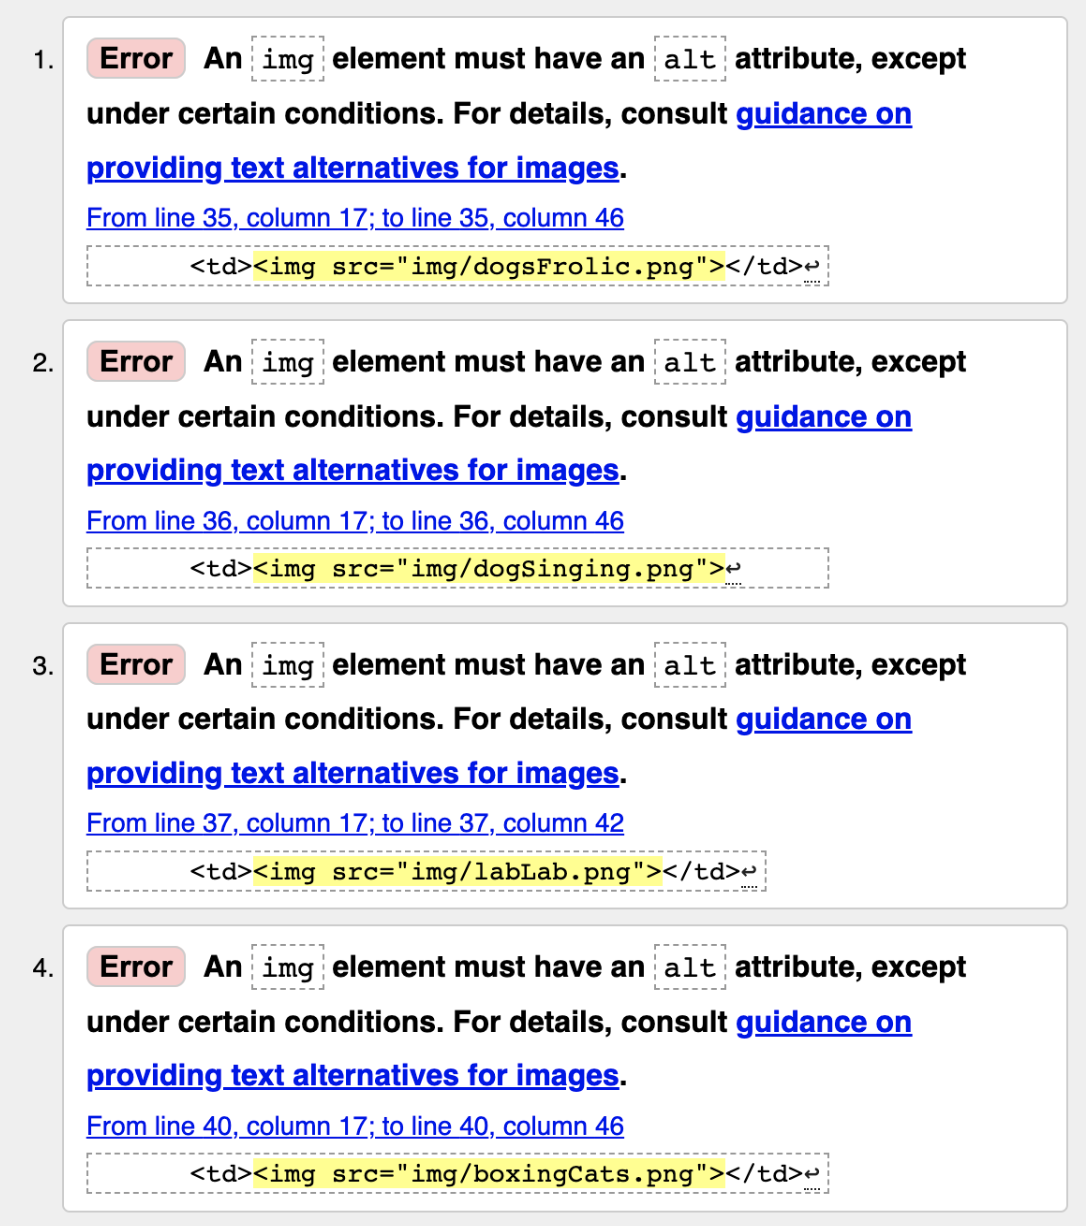 1. Error An img element must have an alt attribute, except
under certain conditions. For details, consult guidance on
providing text alternatives for images.
From line 35, column 17; to line 35, column 46
<td><img src="img/dogsFrolic.png"></td>↩
2. Error An img element must have an alt attribute, except
under certain conditions. For details, consult guidance on
providing text alternatives for images.
From line 36, column 17; to line 36, column 46
<td><img src="img/dogSinging.png">↩
3. Error An img element must have an alt attribute, except
under certain conditions. For details, consult guidance on
providing text alternatives for images.
From line 37, column 17; to line 37, column 42
<td><img src="img/labLab.png"></td>↩
4. Error An img element must have an alt attribute, except
under certain conditions. For details, consult guidance on
providing text alternatives for images.
From line 40, column 17; to line 40, column 46
<td><img src="img/boxingCats.png"></td>↩